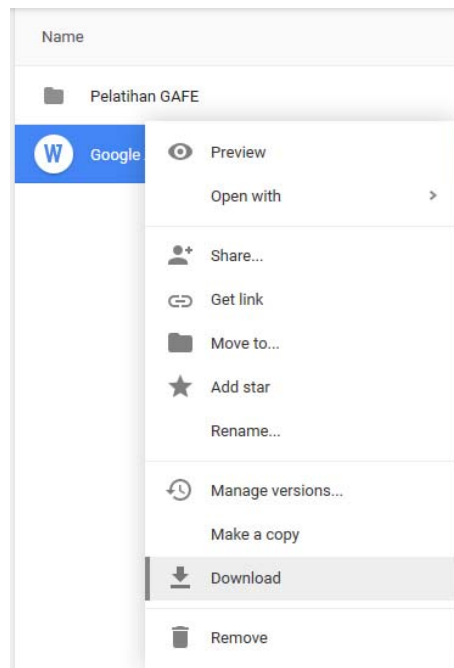 Name
Pelatihan GAFE
W Google
Preview
Open with
Share...
Get link
Move to...
Add star
Rename...
Manage versions...
Make a copy
Download
Remove